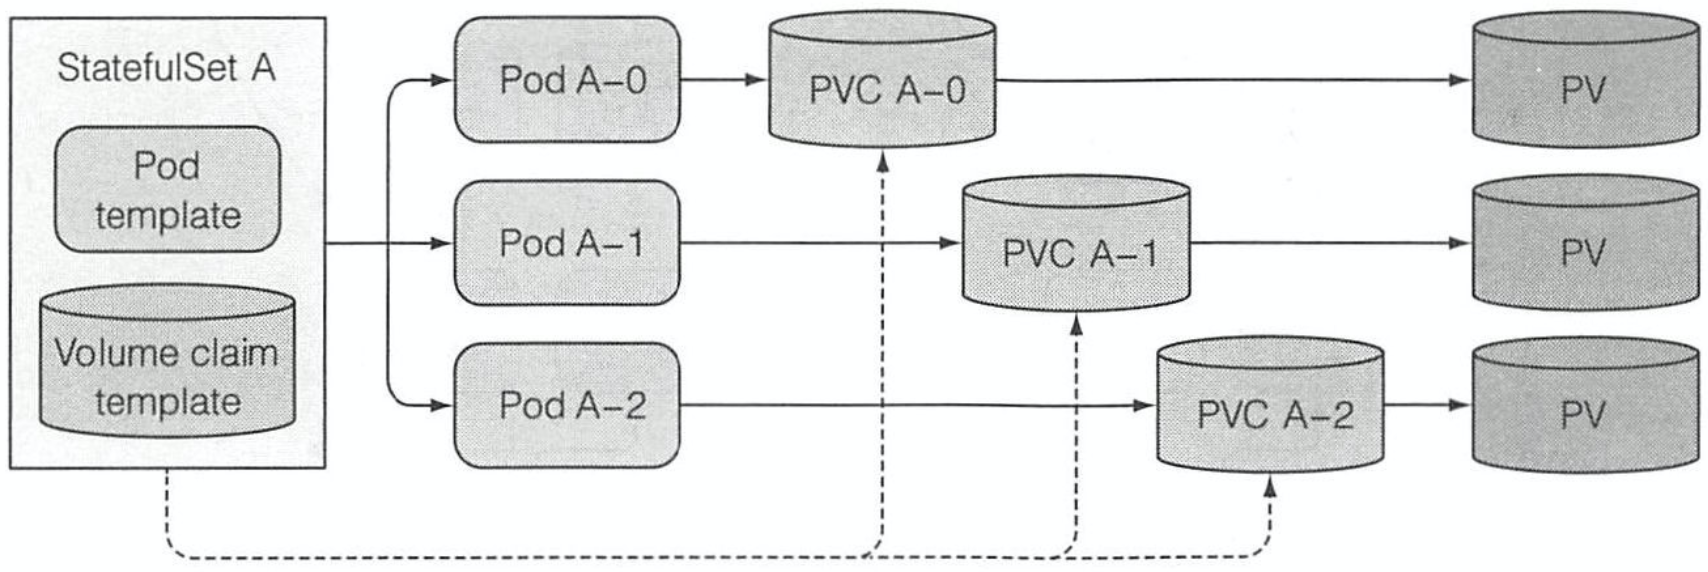 StatefulSet A
Pod
template
Volume claim
template
Pod A–0
PVC A–0
PV
Pod A–1
PVC A–1
PV
Pod A–2
PVC A–2
PV